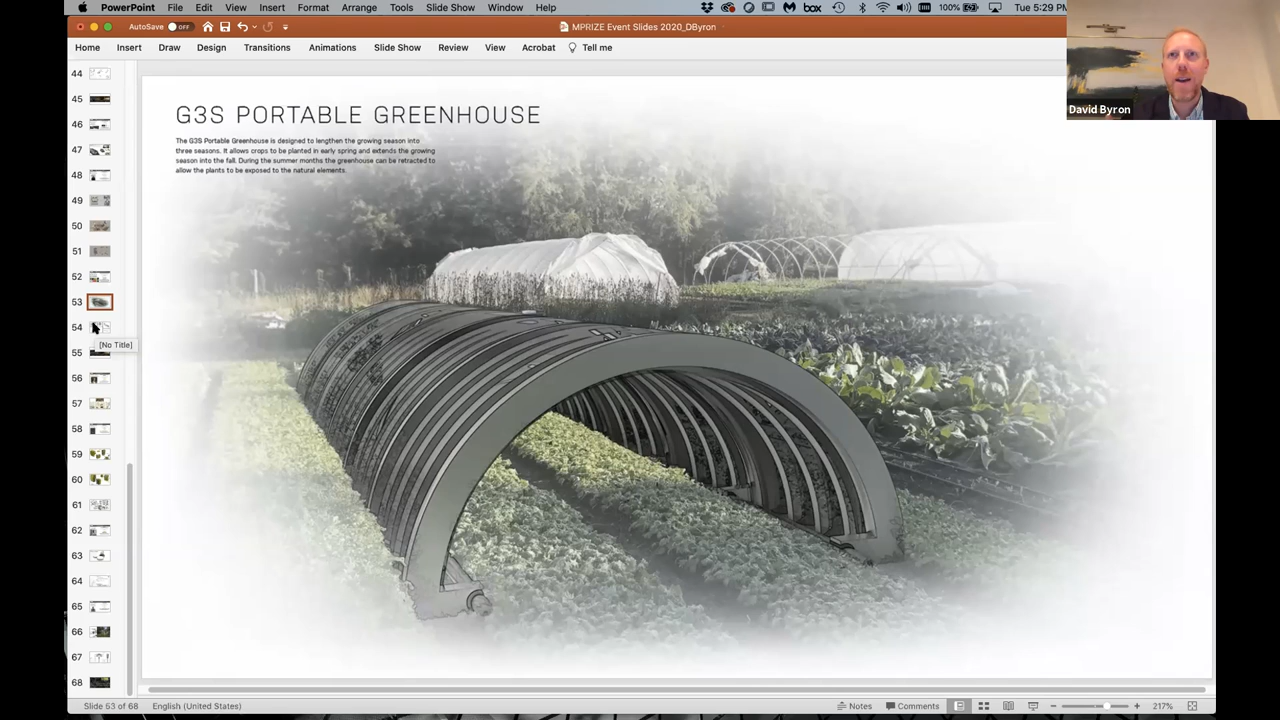 PowerPoint File Edit View Insert Format Arrange Tools Slide Show Window Help box 100% Tue 5:29 PM
AutoSave OFF MPRIZE Event Slides 2020_DByron
Home Insert Draw Design Transitions Animations Slide Show Review View Acrobat Tell me
David Byron
G3S PORTABLE GREENHOUSE
The G3S Portable Greenhouse is designed to lengthen the growing season into
three seasons. It allows crops to be planted in early spring and extends the growing
season into the fall. During the summer months the greenhouse can be retracted to
allow the plants to be exposed to the natural elements.
44
45
46
47
48
49
50
51
52
53
54
[No Title]
55
56
57
58
59
60
61
62
63
64
65
66
67
68
Slide 53 of 68 English (United States) Notes Comments 217%